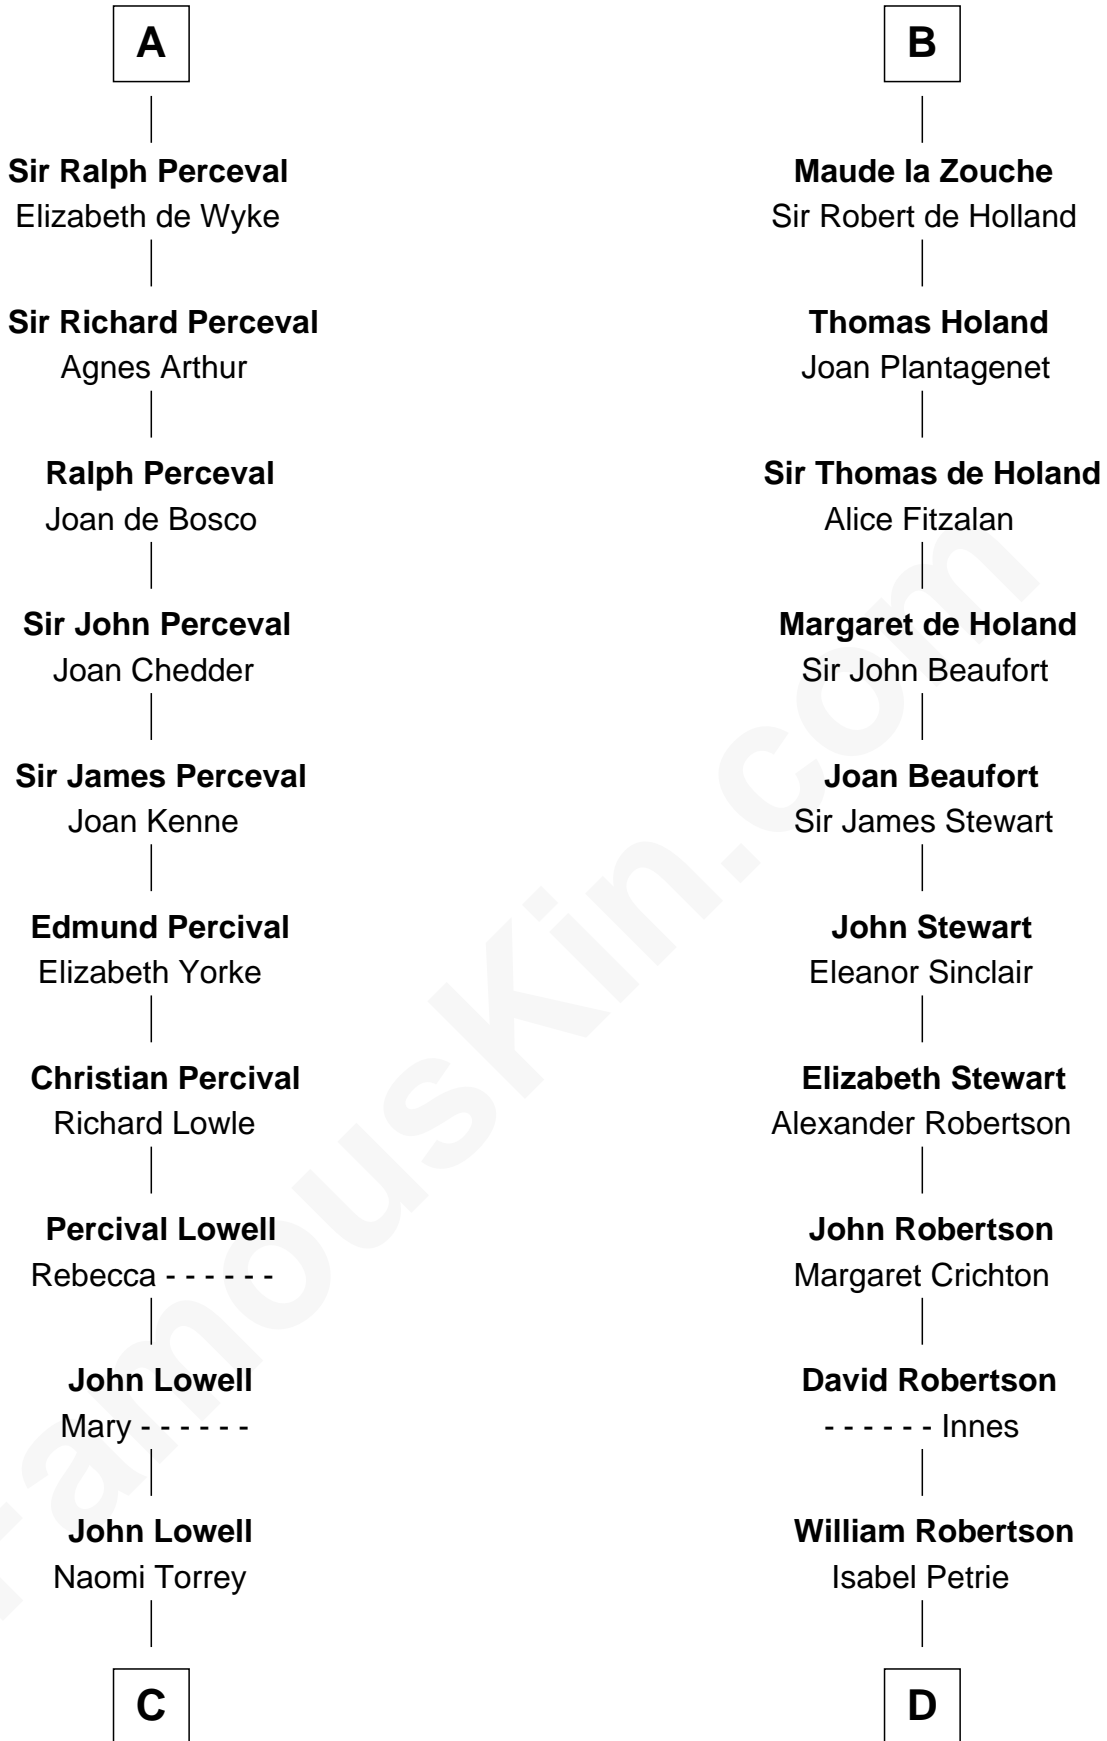 A
Sir Ralph Perceval
Elizabeth de Wyke
Sir Richard Perceval
Agnes Arthur
Ralph Perceval
Joan de Bosco
Sir John Perceval
Joan Chedder
Sir James Perceval
Joan Kenne
Edmund Percival
Elizabeth Yorke
Christian Percival
Richard Lowle
Percival Lowell
Rebecca - - - - - -
John Lowell
Mary - - - - - -
John Lowell
Naomi Torrey
C
B
Maude la Zouche
Sir Robert de Holland
Thomas Holand
Joan Plantagenet
Sir Thomas de Holand
Alice Fitzalan
Margaret de Holand
Sir John Beaufort
Joan Beaufort
Sir James Stewart
John Stewart
Eleanor Sinclair
Elizabeth Stewart
Alexander Robertson
John Robertson
Margaret Crichton
David Robertson
- - - - - - Innes
William Robertson
Isabel Petrie
D
FamousKin.com